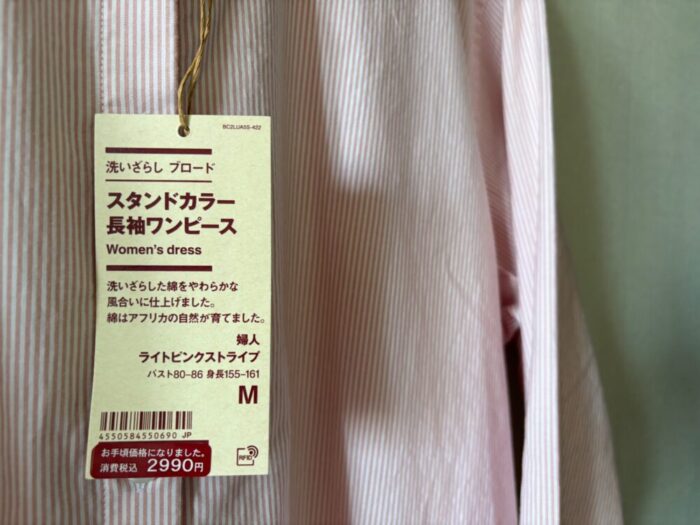 BC2LUA5S-422
洗いざらし ブロード
スタンドカラー
長袖ワンピース
Women's dress
洗いざらした綿をやわらかな
風合いに仕上げました。
綿はアフリカの自然が育てました。
婦人
ライトピンクストライプ
バスト80-86 身長155-161
M
4550584550690 JP
お手頃価格になりました。
消費税込 2990円
RFID